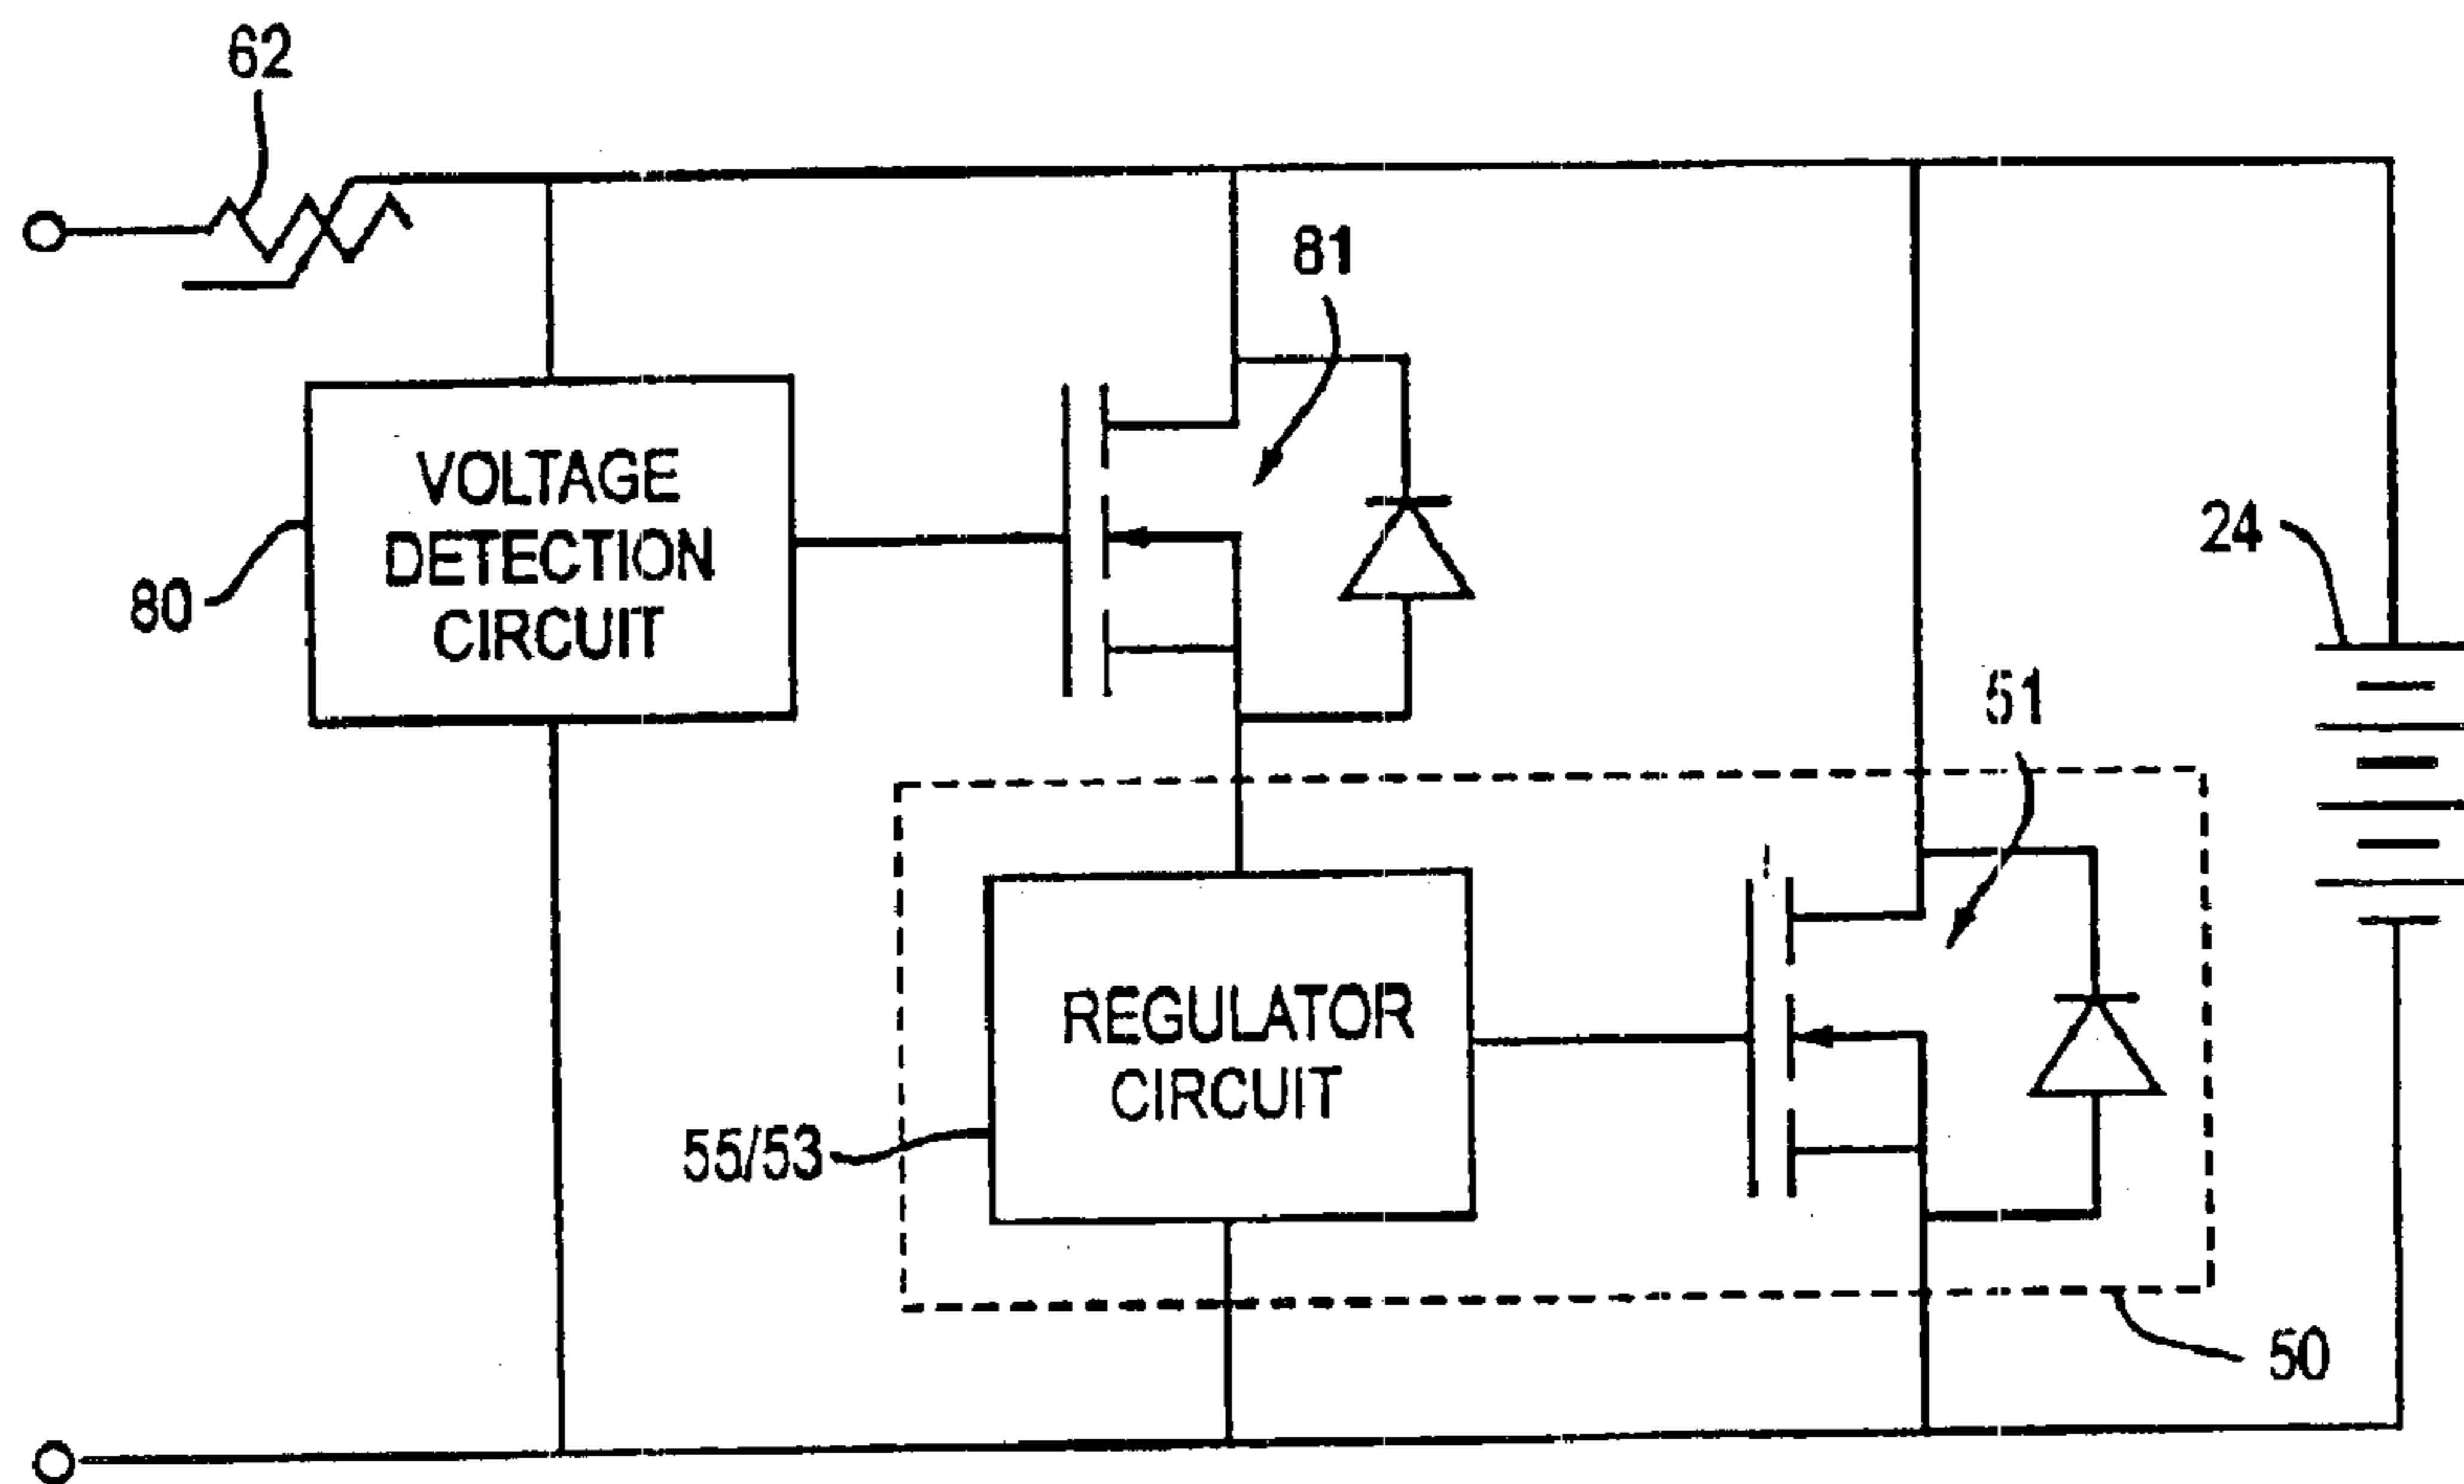 62
81
VOLTAGE
DETECTION
CIRCUIT
80
24
51
REGULATOR
CIRCUIT
55/53
50